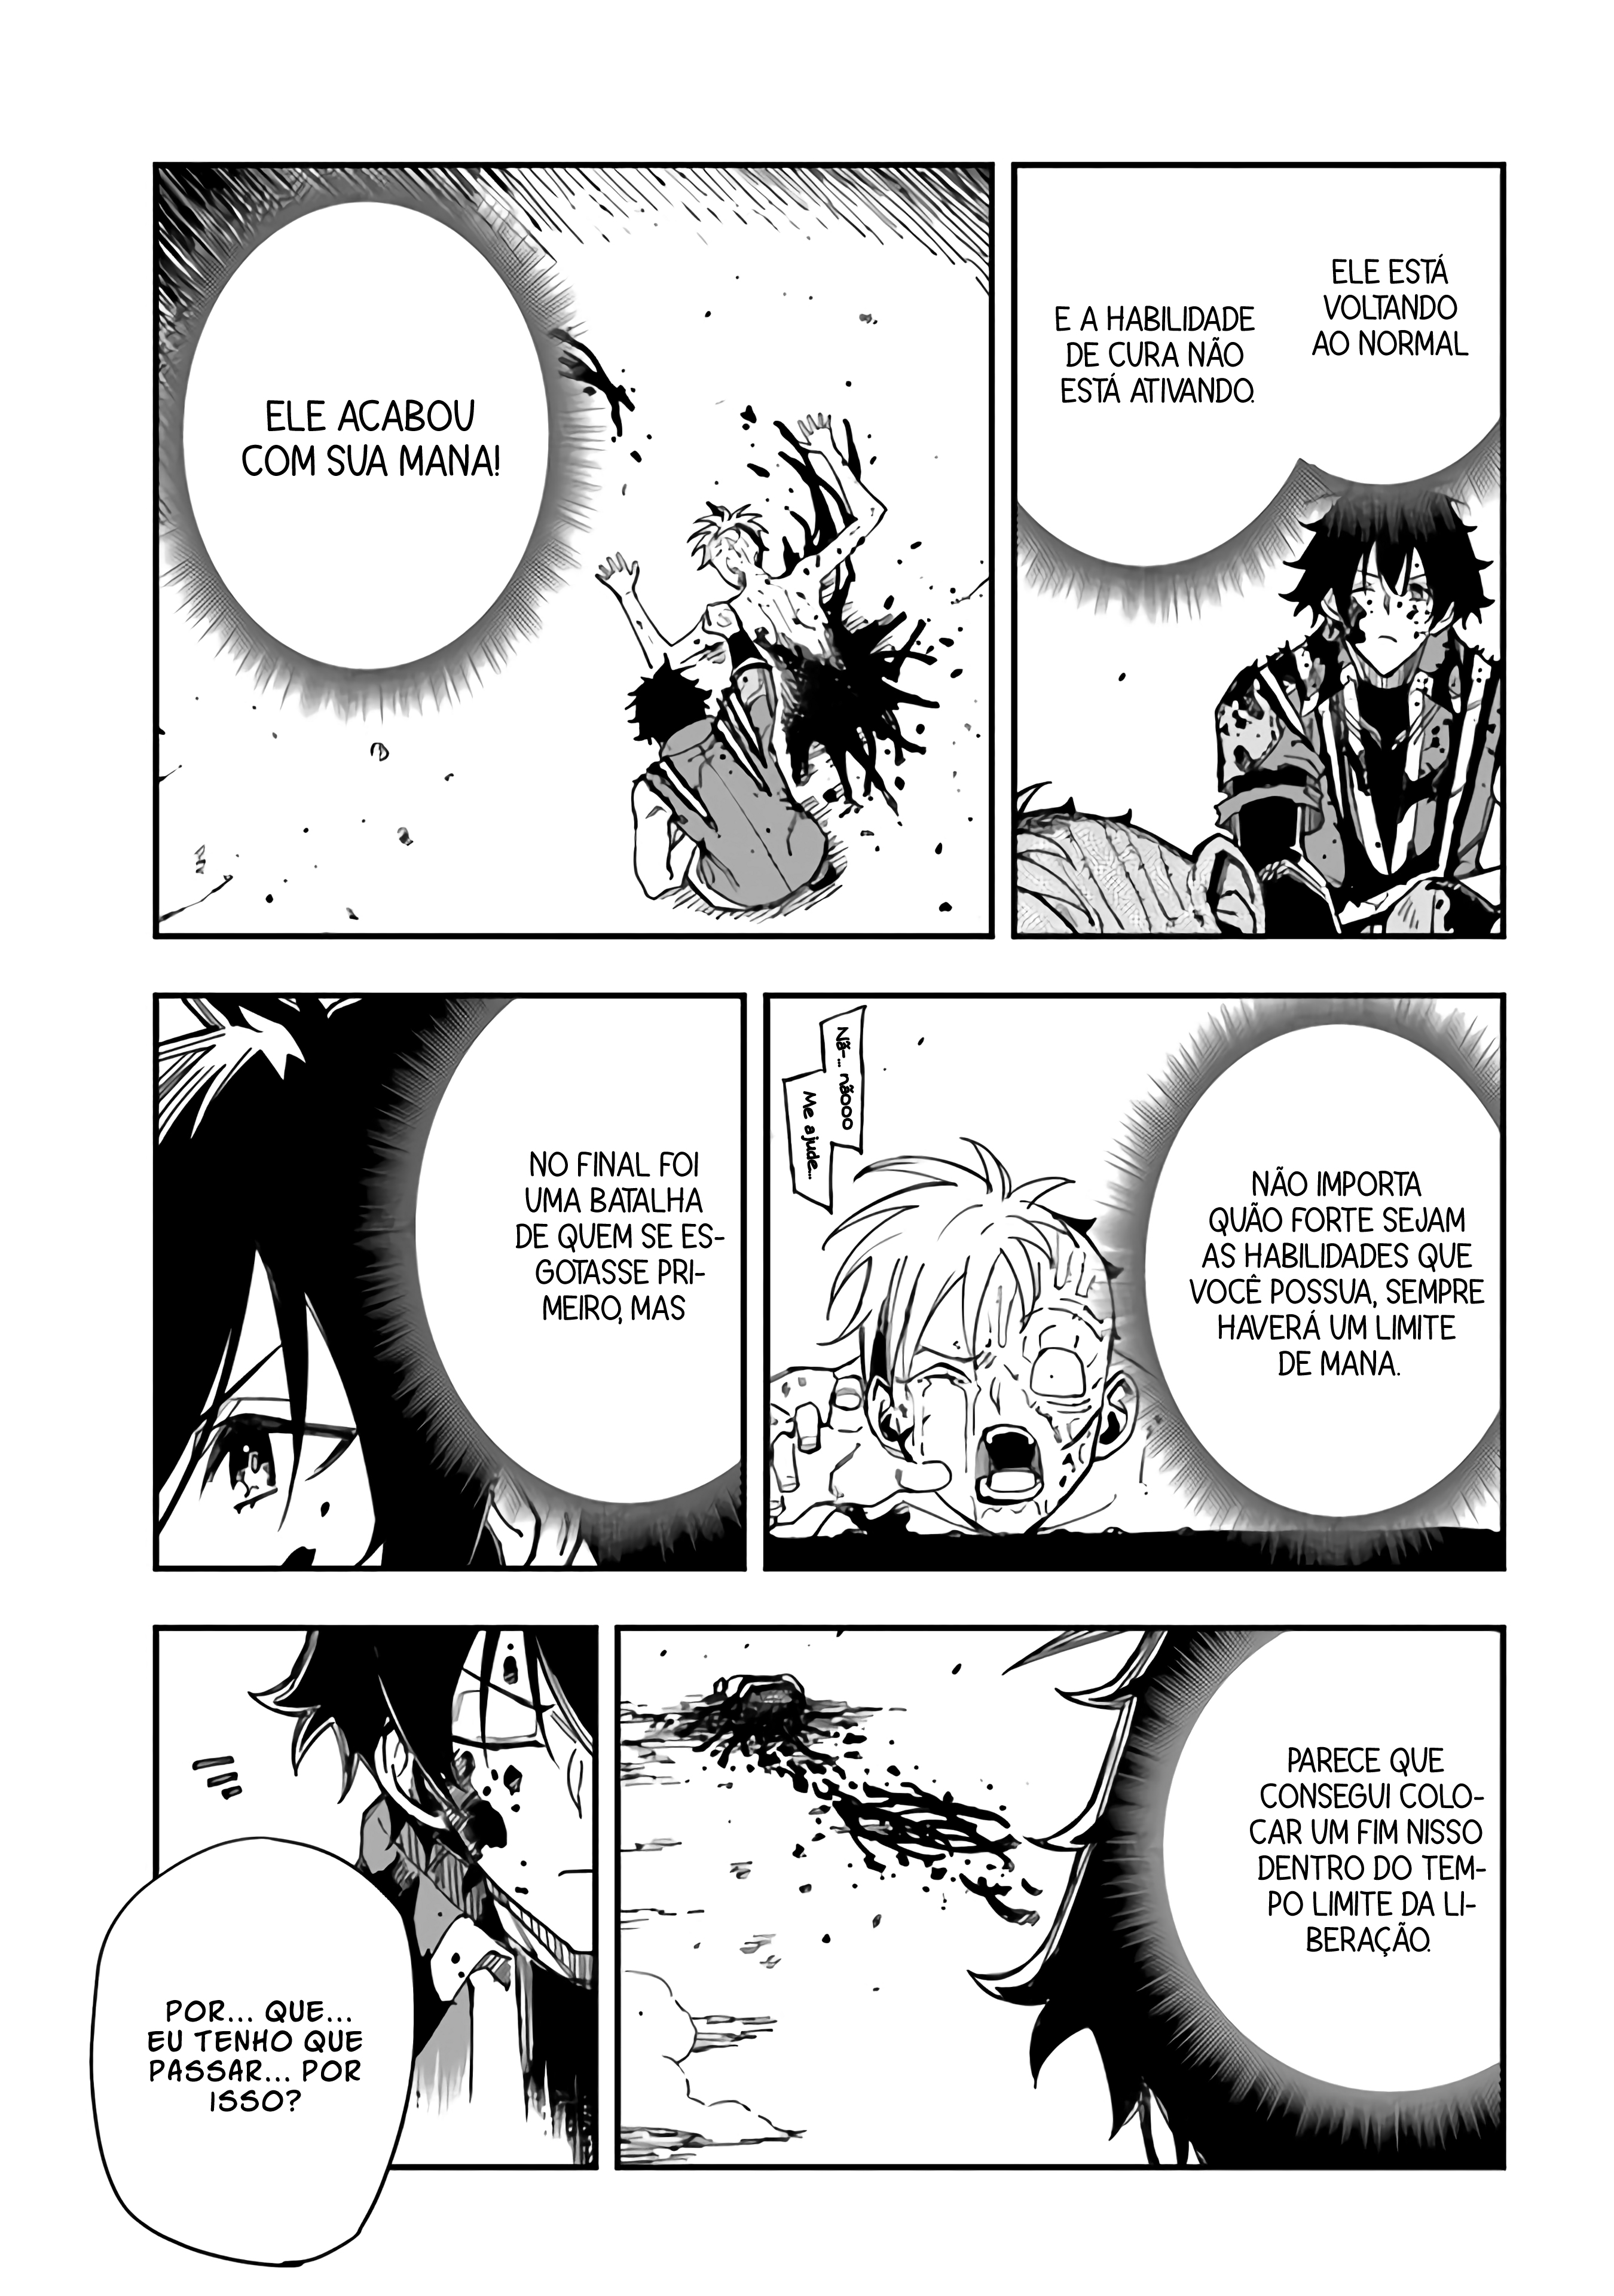 ELE ESTÁ
VOLTANDO
AO NORMAL
E A HABILIDADE
DE CURA NÃO
ESTÁ ATIVANDO.
ELE ACABOU
COM SUA MANA!
NÃO IMPORTA
QUÃO FORTE SEJAM
AS HABILIDADES QUE
VOCÊ POSSUA, SEMPRE
HAVERÁ UM LIMITE
DE MANA.
Nã-... nãooo
Me ajude...
NO FINAL FOI
UMA BATALHA
DE QUEM SE ES-
GOTASSE PRI-
MEIRO, MAS
PARECE QUE
CONSEGUI COLO-
CAR UM FIM NISSO
DENTRO DO TEM-
PO LIMITE DA LI-
BERAÇÃO.
POR... QUE...
EU TENHO QUE
PASSAR... POR
ISSO?